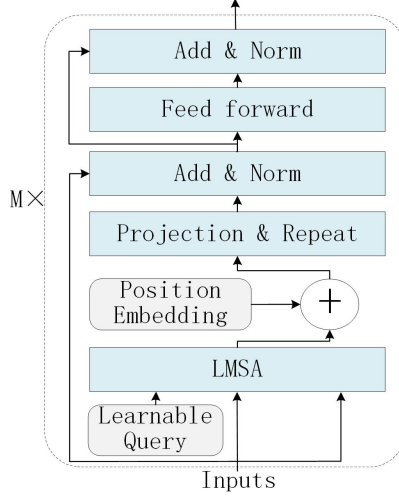 Add & Norm
Feed forward
Add & Norm
M×
Projection & Repeat
Position
Embedding
+
LMSA
Learnable
Query
Inputs